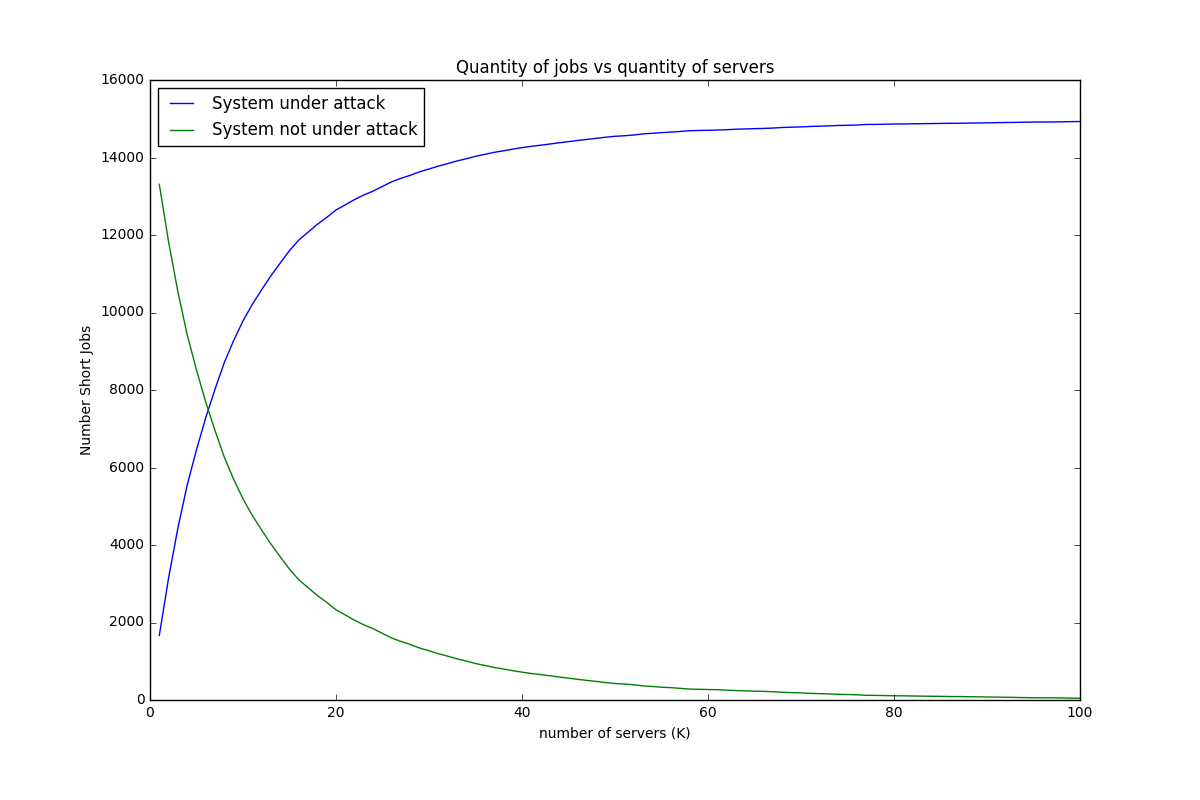 Quantity of jobs vs quantity of servers
16000
14000
12000
10000
8000
6000
4000
2000
0
System under attack
System not under attack
Number Short Jobs
0 20 40 60 80 100
number of servers (K)